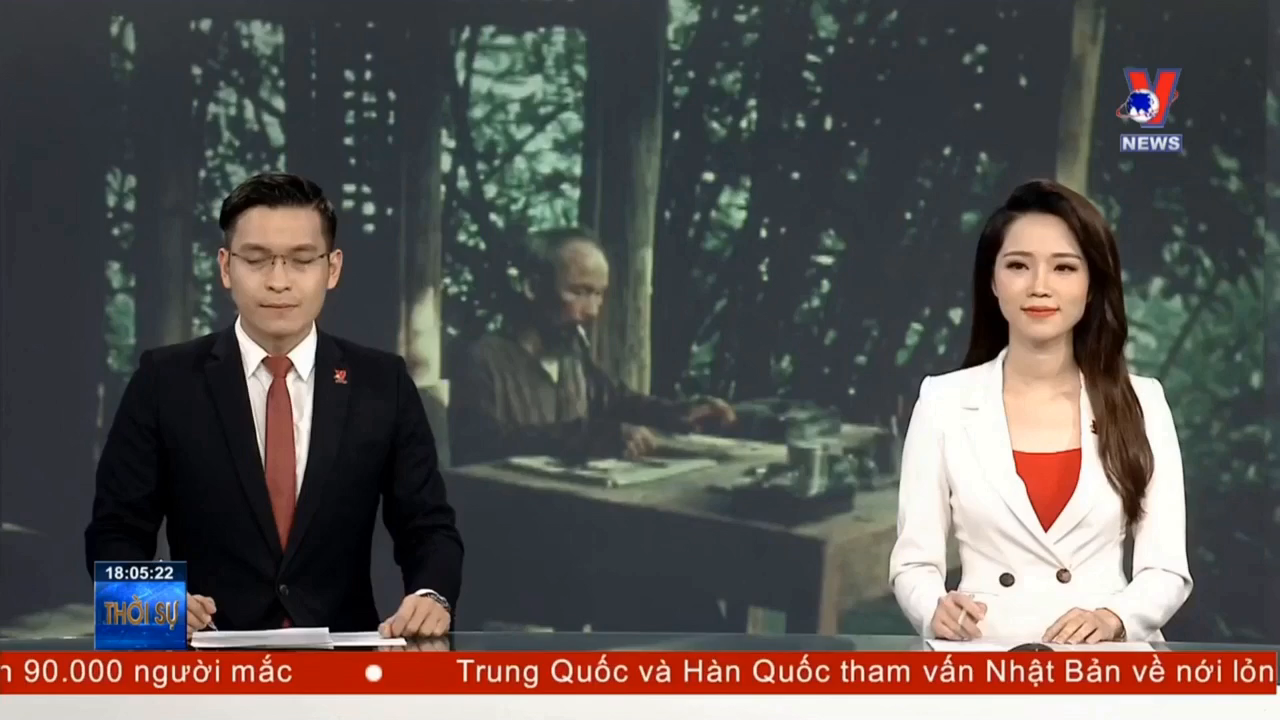 NEWS
18:05:22
THỜI SỰ
90.000 người mắc
Trung Quốc và Hàn Quốc tham vấn Nhật Bản về nới